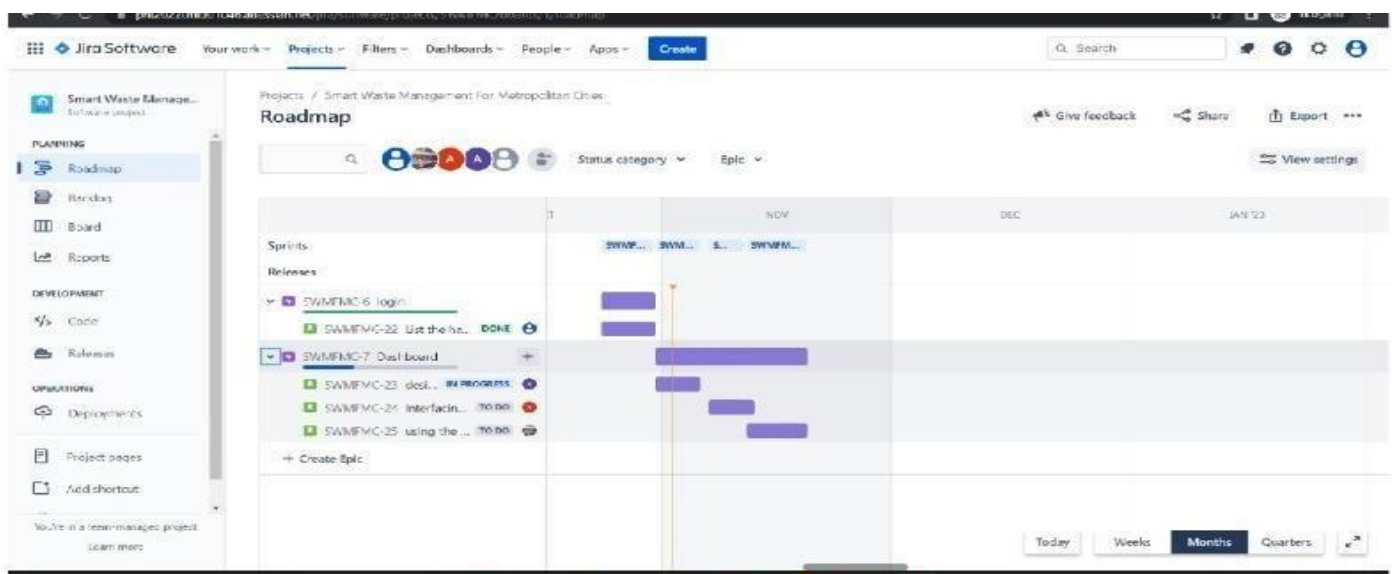 Jira Software Your work Projects Filters Dashboards People Apps Create Search
Smart Waste Manage...
Software project
PLANNING
Roadmap
Backlog
Board
Reports
DEVELOPMENT
Code
Releases
OPERATIONS
Deployments
Project pages
Add shortcut
You're in a team-managed project
Learn more
Projects / Smart Waste Management For Metropolitan Cities
Roadmap
Give feedback Share Export
A A Status category Epic View settings
T NOV DEC JAN '23
Sprints SWMF... SWM... S... SWMFM...
Releases
SWMFMC-6 login
SWMFMC-22 List the ha... DONE
SWMFMC-7 Dashboard
SWMFMC-23 desi... IN PROGRESS A
SWMFMC-24 Interfacin... TO DO A
SWMFMC-25 using the ... TO DO
+ Create Epic
Today Weeks Months Quarters